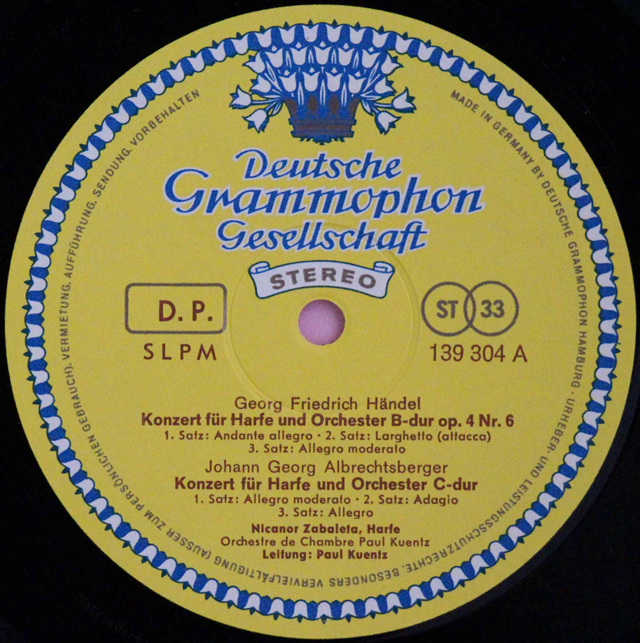 Deutsche
Grammophon
Gesellschaft
STEREO
D. P.
ST 33
SLPM
139 304 A
Georg Friedrich Händel
Konzert für Harfe und Orchester B-dur op. 4 Nr. 6
1. Satz: Andante allegro · 2. Satz: Larghetto (attacca)
3. Satz: Allegro moderato
Johann Georg Albrechtsberger
Konzert für Harfe und Orchester C-dur
1. Satz: Allegro moderato · 2. Satz: Adagio
3. Satz: Allegro
Nicanor Zabaleta, Harfe
Orchestre de Chambre Paul Kuentz
Leitung: Paul Kuentz
MADE IN GERMANY BY DEUTSCHE GRAMMOPHON HAMBURG · URHEBER- UND LEISTUNGSSCHUTZRECHTE, BESONDERS VERVIELFÄLTIGUNG (AUSSER ZUM PERSÖNLICHEN GEBRAUCH), VERMIETUNG, AUFFÜHRUNG, SENDUNG, VORBEHALTEN